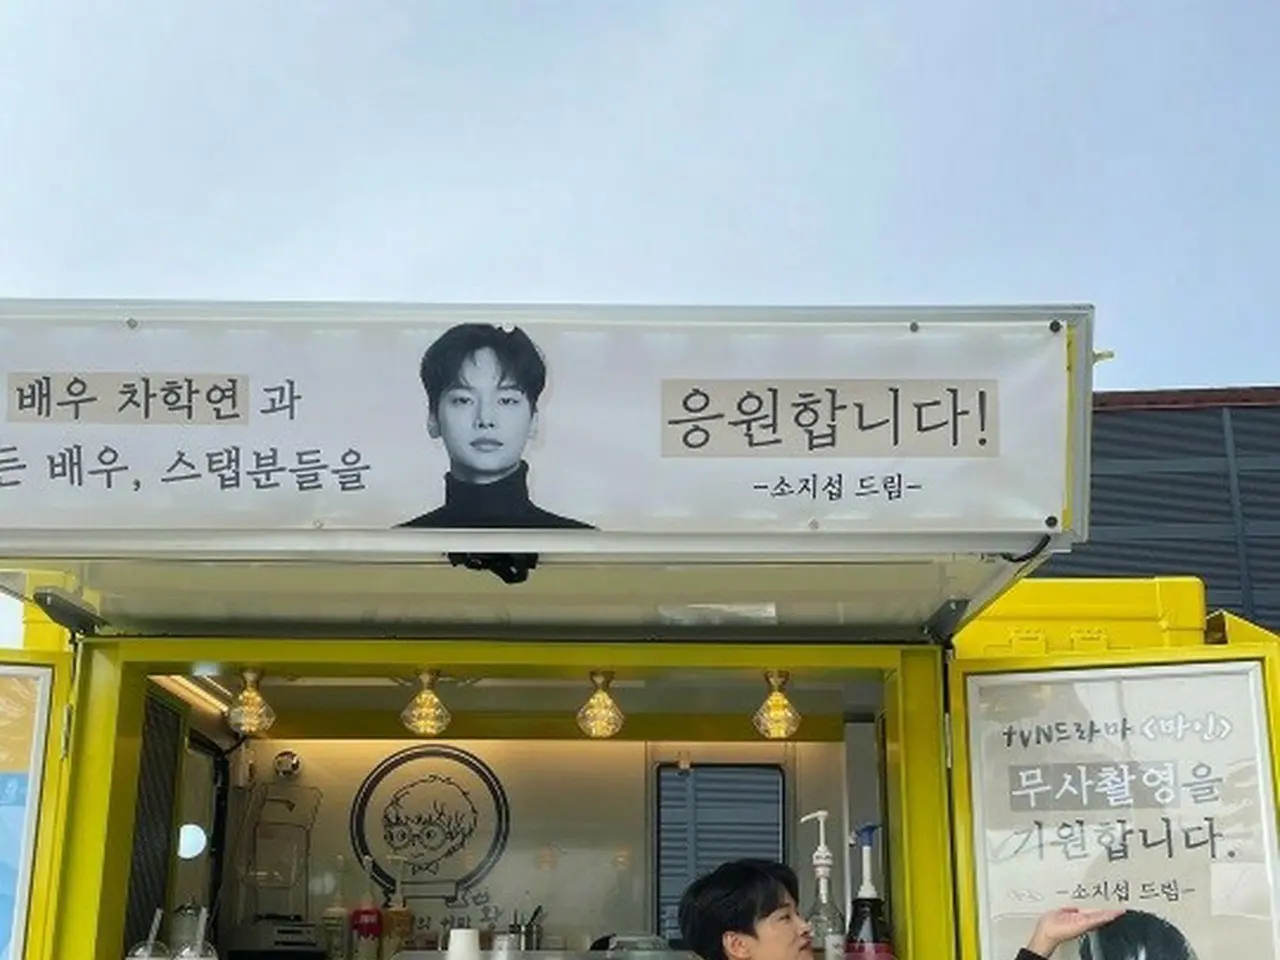 배우 차학연 과
든 배우, 스탭분들을
응원합니다!
-소지섭 드림-
tvN드라마 <마인>
무사촬영을
기원합니다.
-소지섭 드림-